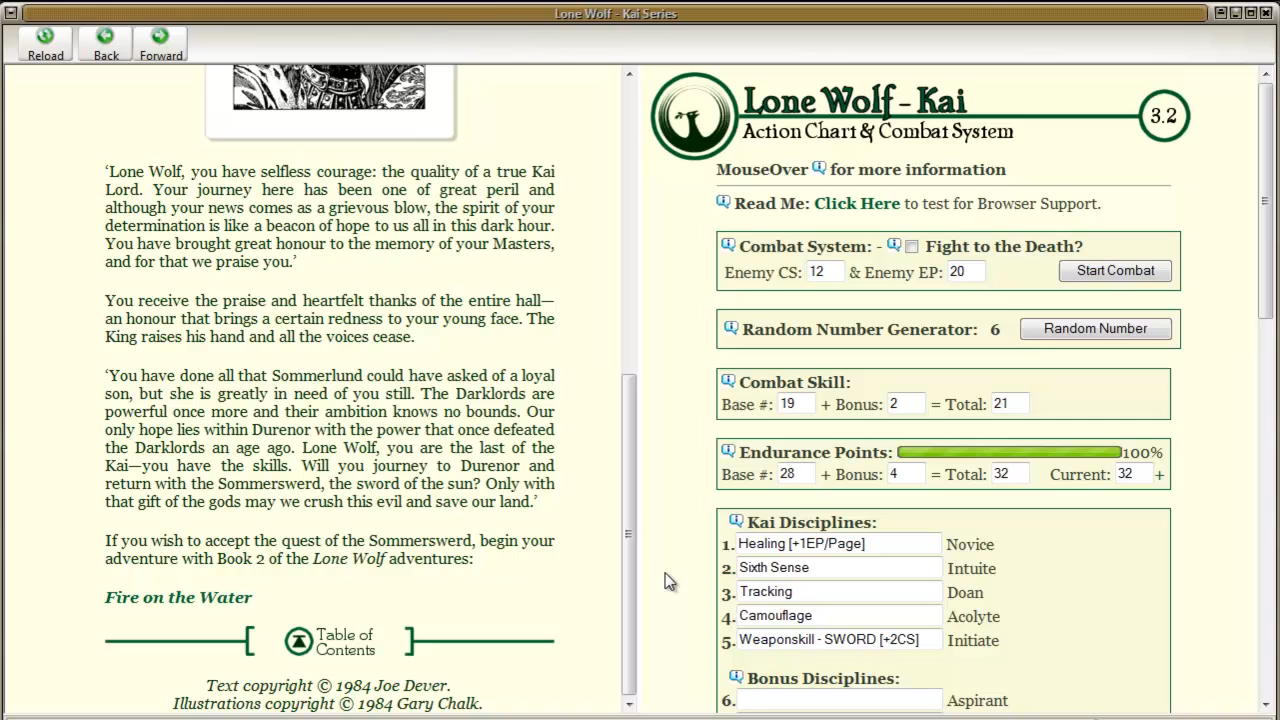 Lone Wolf - Kai Series
Reload Back Forward
‘Lone Wolf, you have selfless courage: the quality of a true Kai
Lord. Your journey here has been one of great peril and
although your news comes as a grievous blow, the spirit of your
determination is like a beacon of hope to us all in this dark hour.
You have brought great honour to the memory of your Masters,
and for that we praise you.’
You receive the praise and heartfelt thanks of the entire hall—
an honour that brings a certain redness to your young face. The
King raises his hand and all the voices cease.
‘You have done all that Sommerlund could have asked of a loyal
son, but she is greatly in need of you still. The Darklords are
powerful once more and their ambition knows no bounds. Our
only hope lies within Durenor with the power that once defeated
the Darklords an age ago. Lone Wolf, you are the last of the
Kai—you have the skills. Will you journey to Durenor and
return with the Sommerswerd, the sword of the sun? Only with
that gift of the gods may we crush this evil and save our land.’
If you wish to accept the quest of the Sommerswerd, begin your
adventure with Book 2 of the Lone Wolf adventures:
Fire on the Water
Table of
Contents
Text copyright © 1984 Joe Dever.
Illustrations copyright © 1984 Gary Chalk.
Lone Wolf - Kai
Action Chart & Combat System
3.2
MouseOver for more information
Read Me: Click Here to test for Browser Support.
Combat System: - Fight to the Death?
Enemy CS: 12 & Enemy EP: 20 Start Combat
Random Number Generator: 6 Random Number
Combat Skill:
Base #: 19 + Bonus: 2 = Total: 21
Endurance Points: 100%
Base #: 28 + Bonus: 4 = Total: 32 Current: 32 +
Kai Disciplines:
1. Healing [+1EP/Page] Novice
2. Sixth Sense Intuite
3. Tracking Doan
4. Camouflage Acolyte
5. Weaponskill - SWORD [+2CS] Initiate
Bonus Disciplines:
6. Aspirant